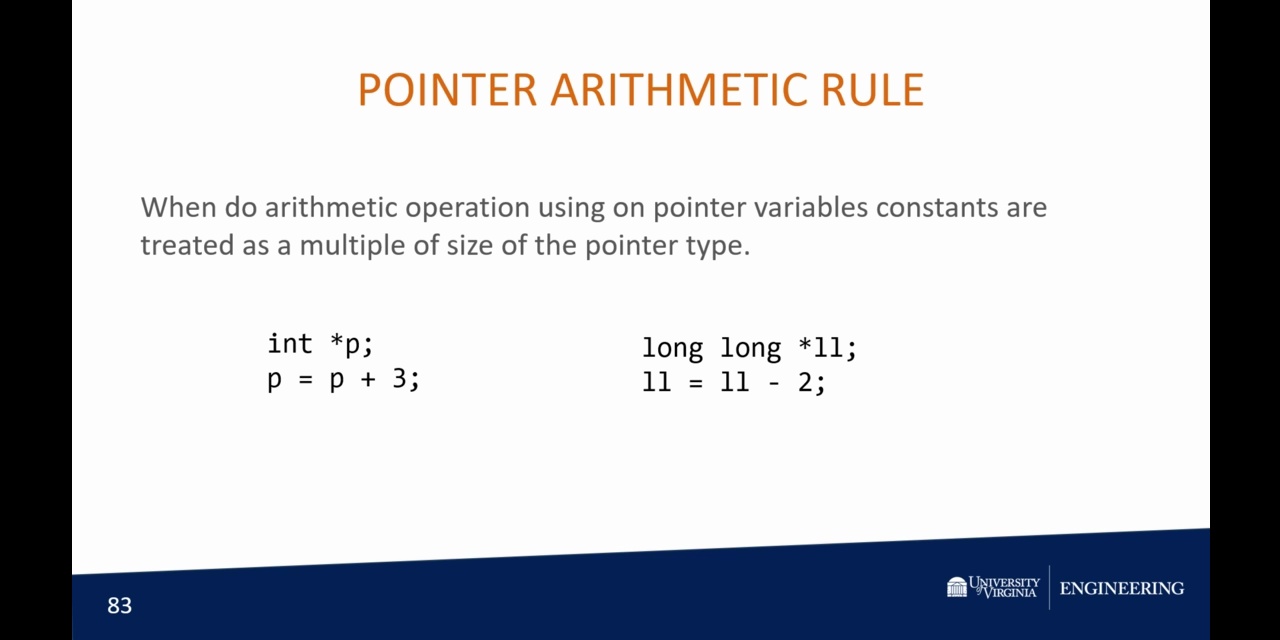 POINTER ARITHMETIC RULE
When do arithmetic operation using on pointer variables constants are
treated as a multiple of size of the pointer type.
int *p;
p = p + 3;
long long *ll;
ll = ll - 2;
83
UNIVERSITY
of VIRGINIA
ENGINEERING